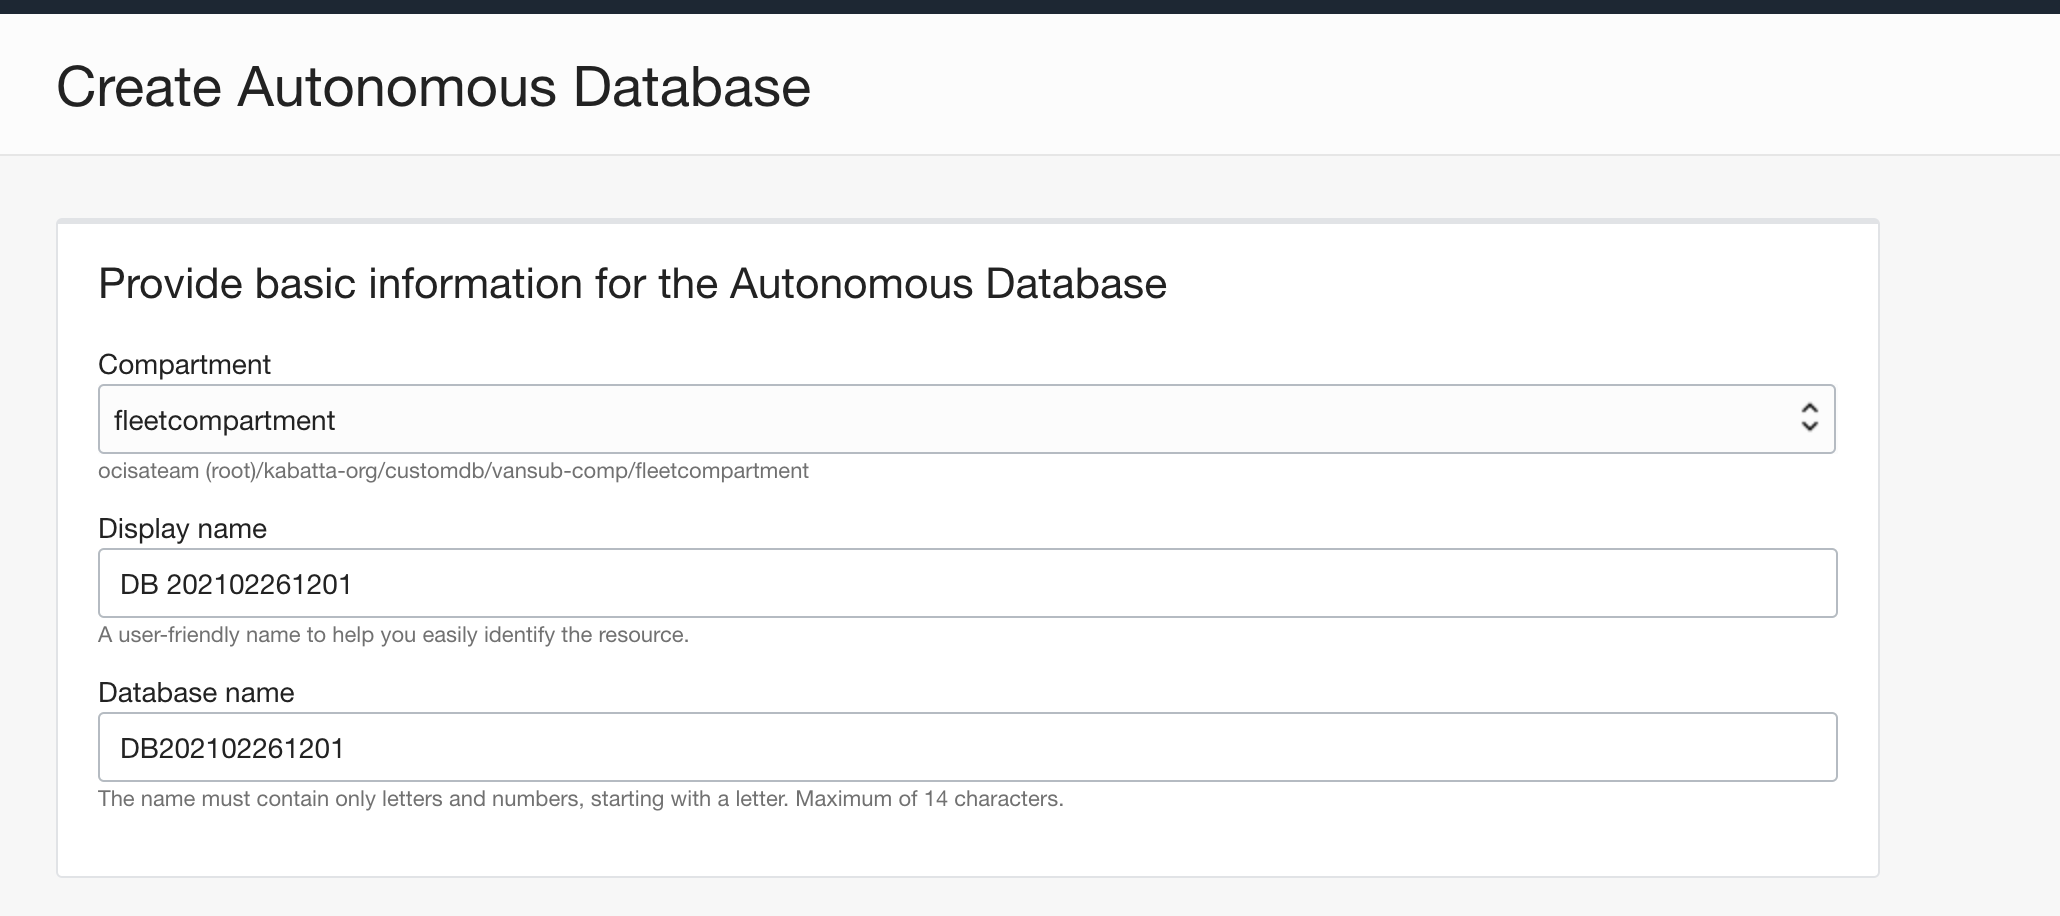 Create Autonomous Database
Provide basic information for the Autonomous Database
Compartment
fleetcompartment
ocisateam (root)/kabatta-org/customdb/vansub-comp/fleetcompartment
Display name
DB 202102261201
A user-friendly name to help you easily identify the resource.
Database name
DB202102261201
The name must contain only letters and numbers, starting with a letter. Maximum of 14 characters.